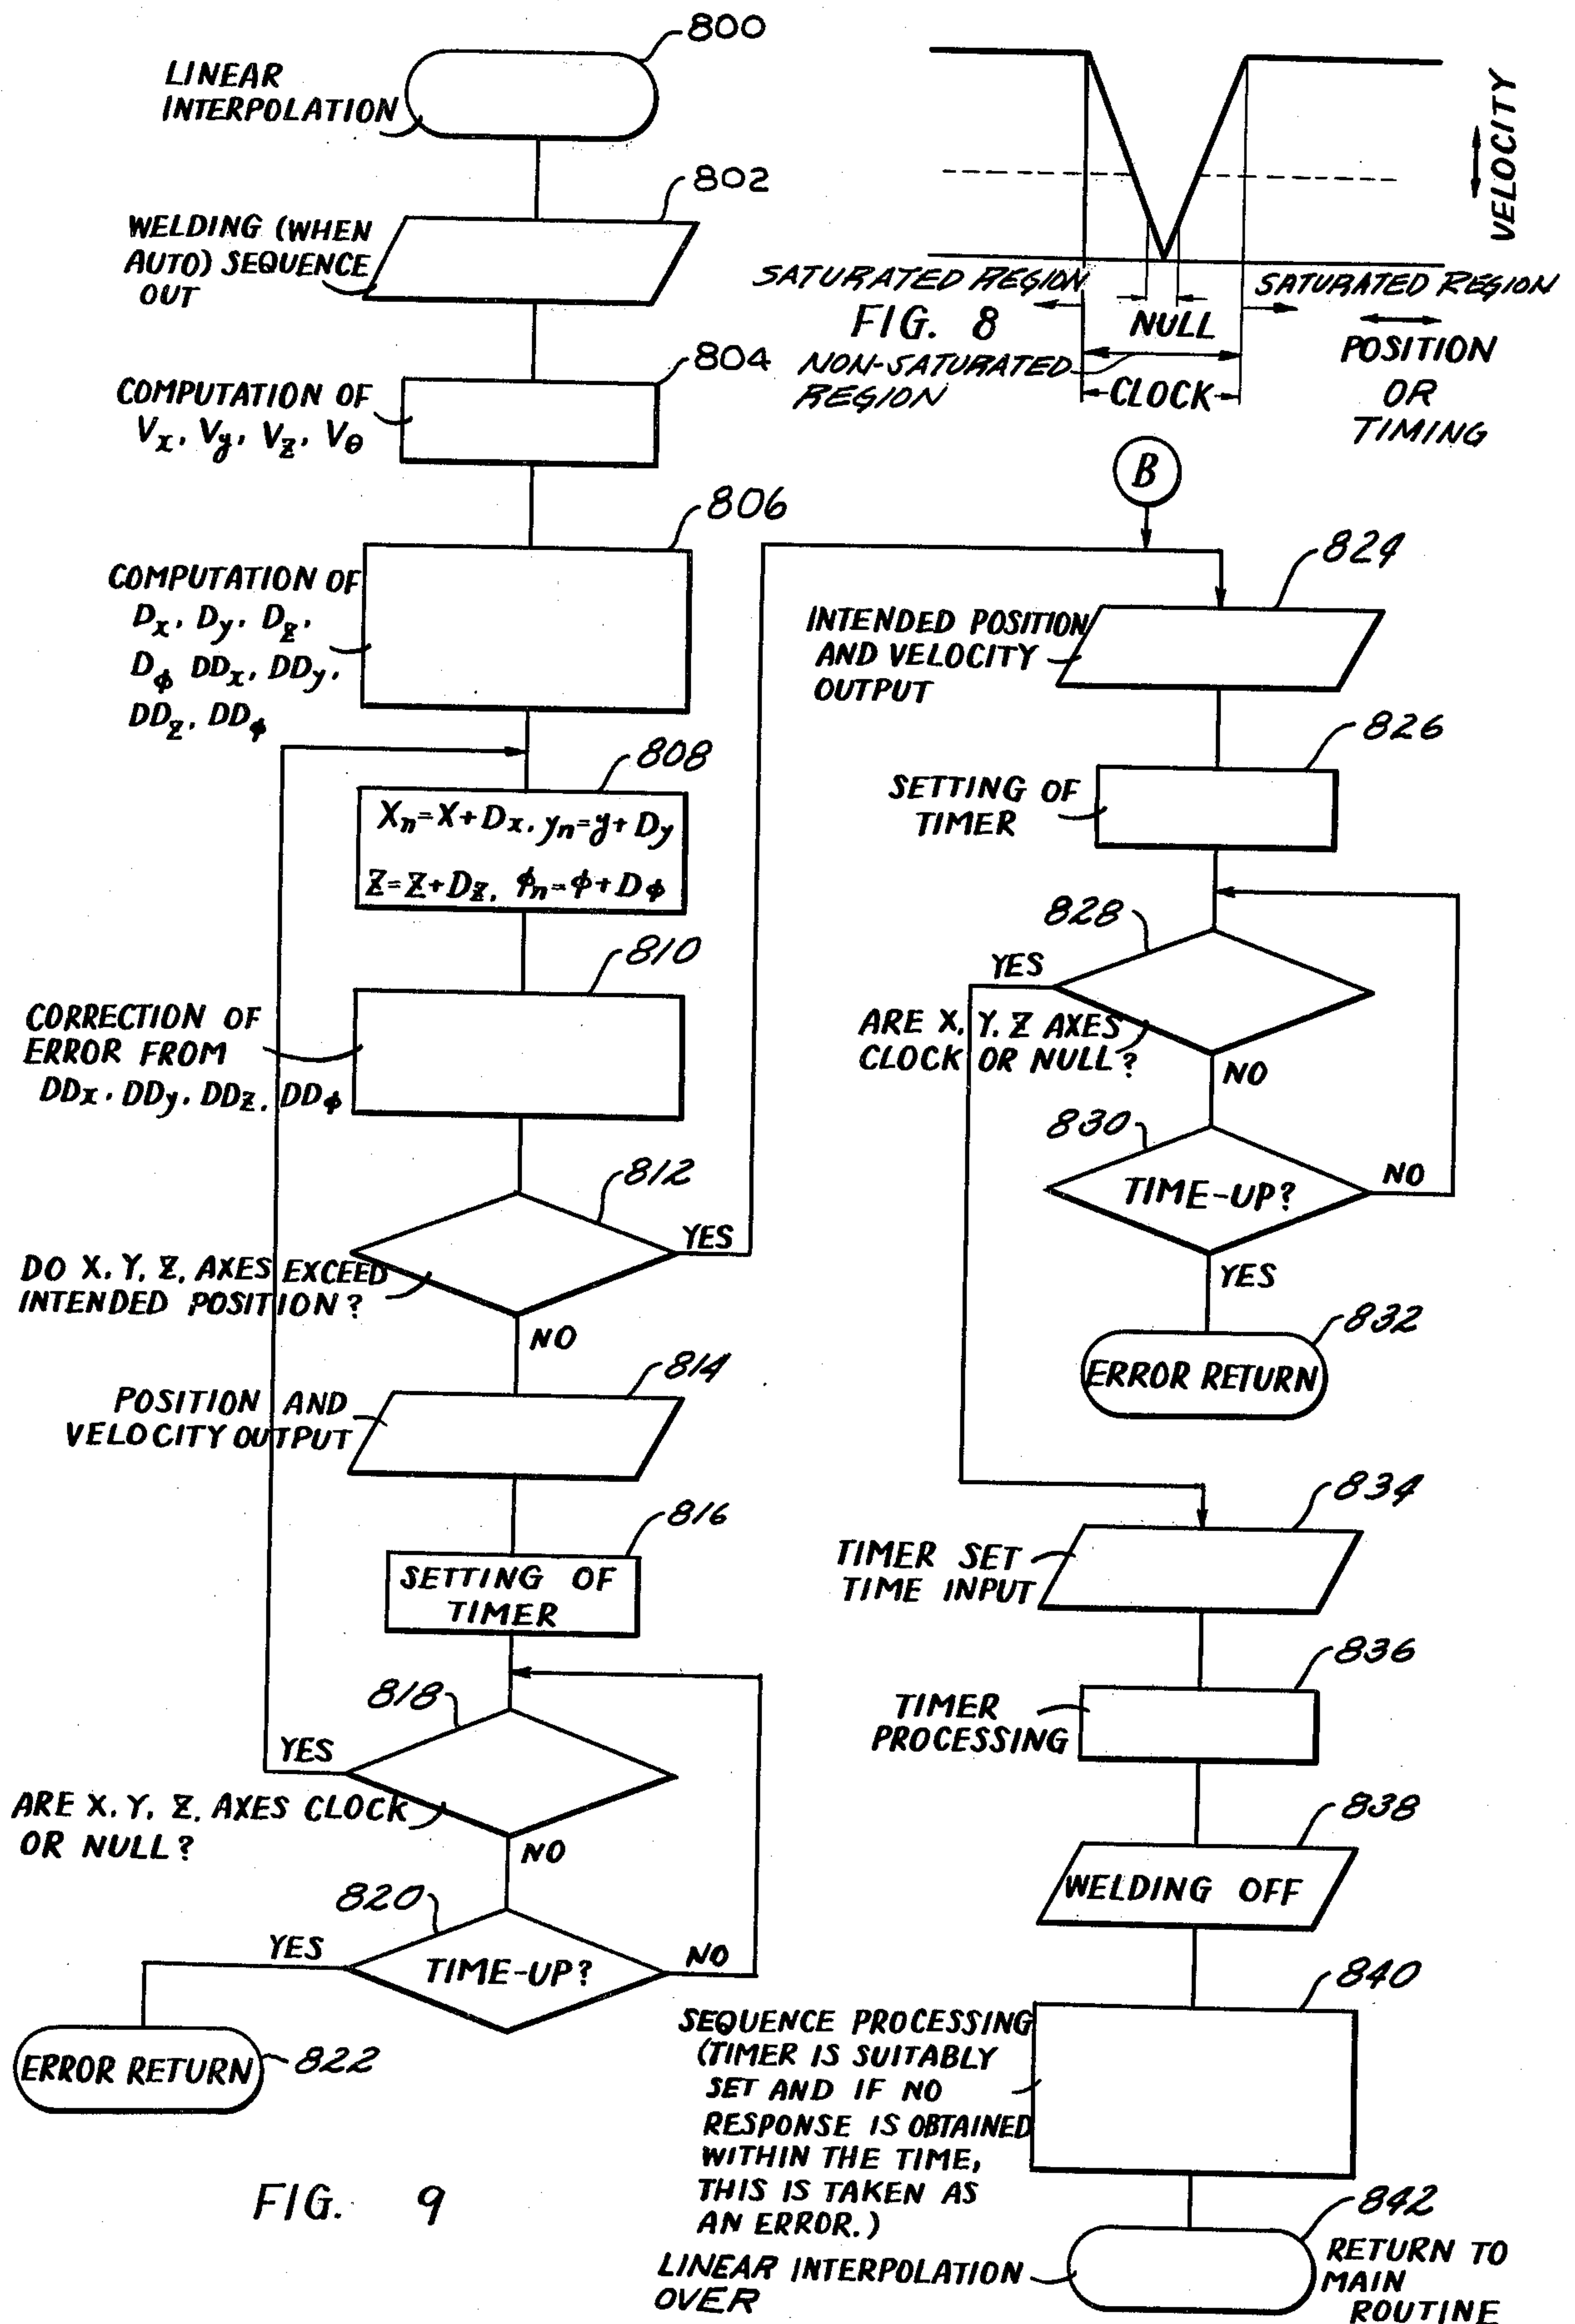 800
LINEAR
INTERPOLATION
802
WELDING (WHEN
AUTO) SEQUENCE
OUT
804
COMPUTATION OF
Vx, Vy, Vz, Vθ
806
COMPUTATION OF
Dx, Dy, Dz,
Dϕ DDx, DDy,
DDz, DDϕ
808
Xn=X+Dx, yn=y+Dy
Z=Z+Dz, ϕn=ϕ+Dϕ
810
CORRECTION OF
ERROR FROM
DDx, DDy, DDz, DDϕ
812
YES
DO X, Y, Z, AXES EXCEED
INTENDED POSITION?
NO
814
POSITION AND
VELOCITY OUTPUT
816
SETTING OF
TIMER
818
YES
ARE X, Y, Z, AXES CLOCK
OR NULL?
NO
820
YES
TIME-UP?
NO
ERROR RETURN
822
FIG. 9
VELOCITY
SATURATED REGION
SATURATED REGION
FIG. 8
NULL
NON-SATURATED
REGION
CLOCK
POSITION
OR
TIMING
B
824
INTENDED POSITION
AND VELOCITY
OUTPUT
826
SETTING OF
TIMER
828
YES
ARE X, Y, Z AXES
CLOCK OR NULL?
NO
830
TIME-UP?
NO
YES
832
ERROR RETURN
834
TIMER SET
TIME INPUT
836
TIMER
PROCESSING
838
WELDING OFF
840
SEQUENCE PROCESSING
(TIMER IS SUITABLY
SET AND IF NO
RESPONSE IS OBTAINED
WITHIN THE TIME,
THIS IS TAKEN AS
AN ERROR.)
842
LINEAR INTERPOLATION
OVER
RETURN TO
MAIN
ROUTINE